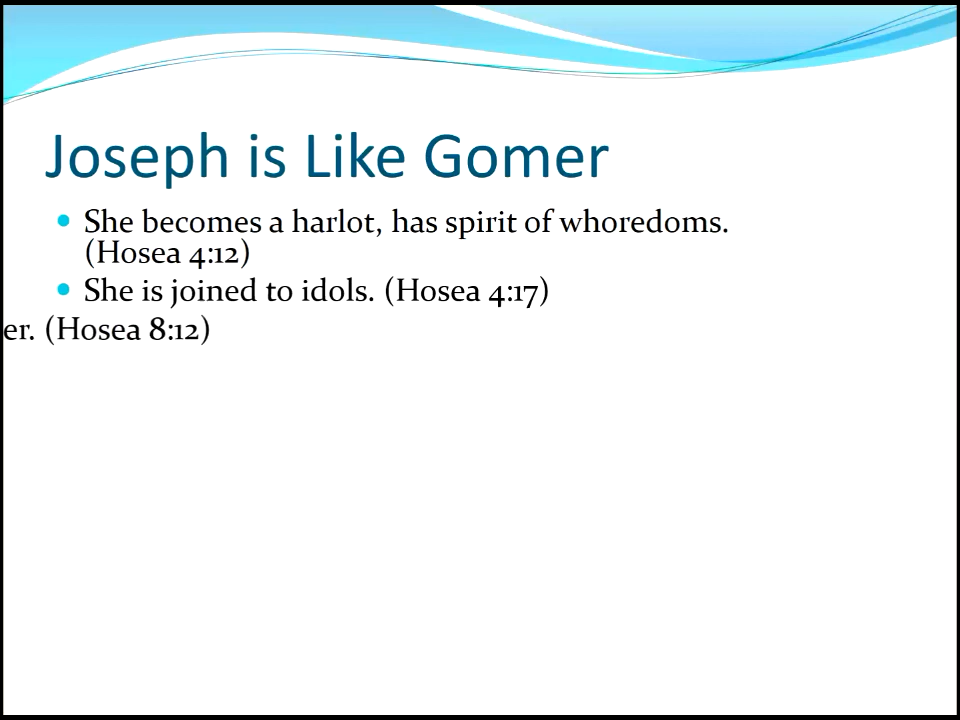 Joseph is Like Gomer
She becomes a harlot, has spirit of whoredoms.
(Hosea 4:12)
She is joined to idols. (Hosea 4:17)
er. (Hosea 8:12)